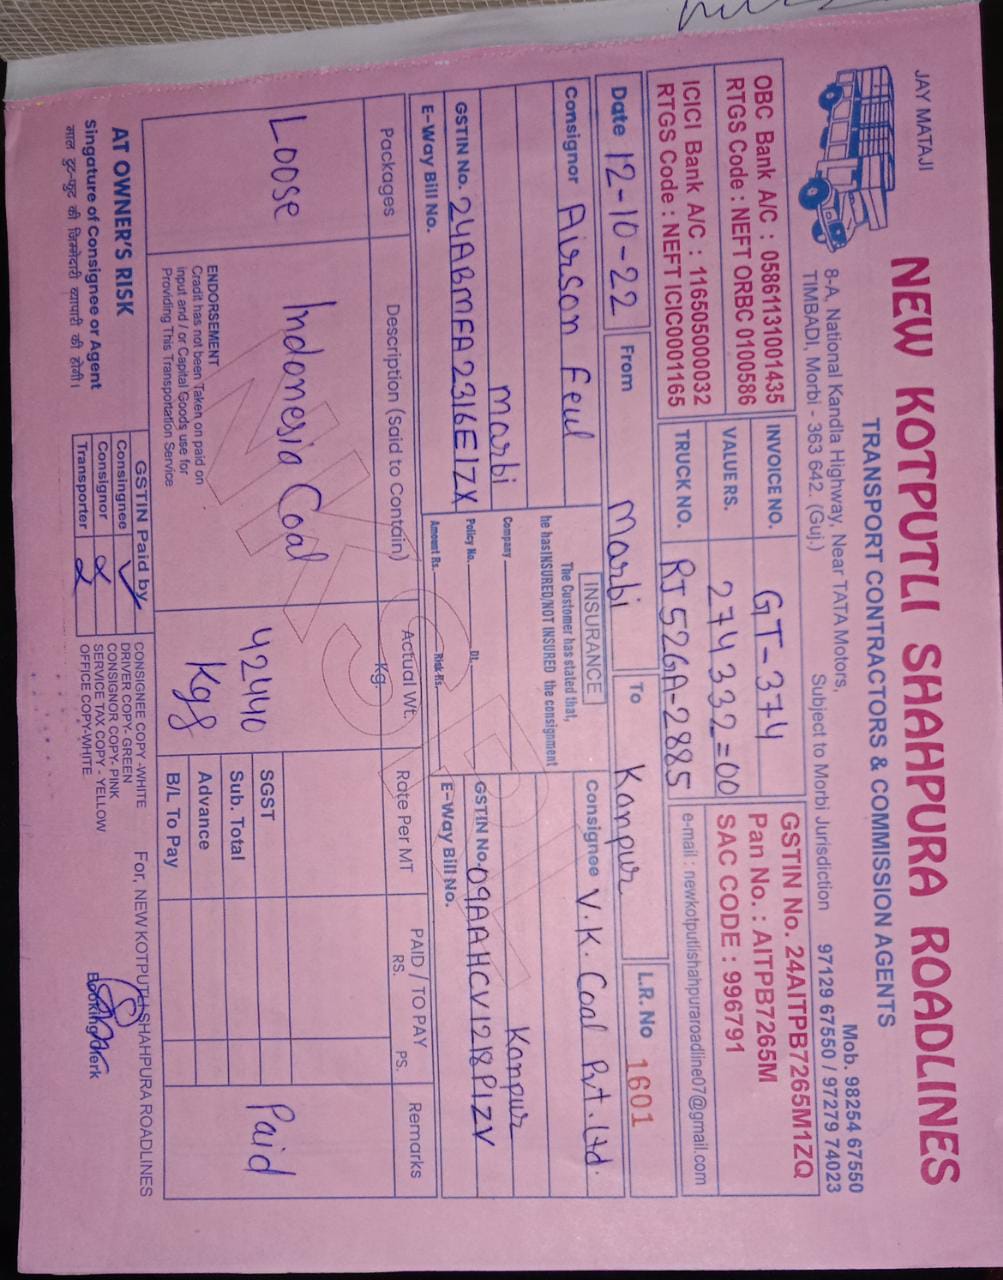 JAY MATAJI
NEW KOTPUTLI SHAHPURA ROADLINES
TRANSPORT CONTRACTORS & COMMISSION AGENTS
Mob. 98254 67550
8-A, National Kandla Highway, Near TATA Motors,
TIMBADI, Morbi - 363 642. (Guj.)
Subject to Morbi Jurisdiction
97129 67550 / 97279 74023
OBC Bank A/C : 05861131001435
RTGS Code : NEFT ORBC 0100586
ICICI Bank A/C : 116505000032
RTGS Code : NEFT ICIC0001165
INVOICE NO. GT-374
VALUE RS. 274332=00
TRUCK NO. RJ52GA-2885
GSTIN No. 24AITPB7265M1ZQ
Pan No. : AITPB7265M
SAC CODE : 996791
e-mail : newkotputlishahpuraroadline07@gmail.com
Date 12-10-22 From Marbi To Kanpur L.R. No 1601
Consignor Airson Feul
Marbi
GSTIN No. 24ABMFA2316E1ZX
E-Way Bill No.
INSURANCE
The Customer has stated that,
he hasINSURED/NOT INSURED the consignment
Company
Policy No. Dt.
Amount Rs. Risk Rs.
Consignee V.K. Coal Pvt. Ltd.
Kanpur
GSTIN No. 09AAHCV1218P1ZV
E-Way Bill No.
Packages Description (Said to Contain) Actual Wt. Kg. Rate Per MT PAID / TO PAY RS. PS. Remarks
Loose Indonesia Coal 42440 Kgs Paid
SGST
Sub. Total
Advance
B/L To Pay
ENDORSEMENT
Cradit has not been Taken on paid on
input and / or Capital Goods use for
Providing This Transportation Service
AT OWNER'S RISK
Singature of Consignee or Agent
माल टूट-फूट की जिम्मेदारी व्यापारी की होगी।
GSTIN Paid by
Consingnee ✓
Consignor
Transporter
CONSIGNEE COPY -WHITE
DRIVER COPY- GREEN
CONSIGNOR COPY- PINK
SERVICE TAX COPY - YELLOW
OFFICE COPY-WHITE
For, NEW KOTPUTLI SHAHPURA ROADLINES
Booking Clerk